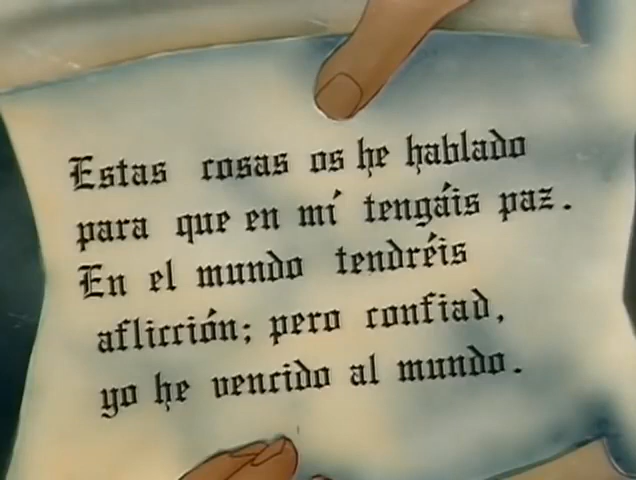 Estas cosas os he hablado
para que en mí tengáis paz.
En el mundo tendréis
aflicción; pero confiad,
yo he vencido al mundo.